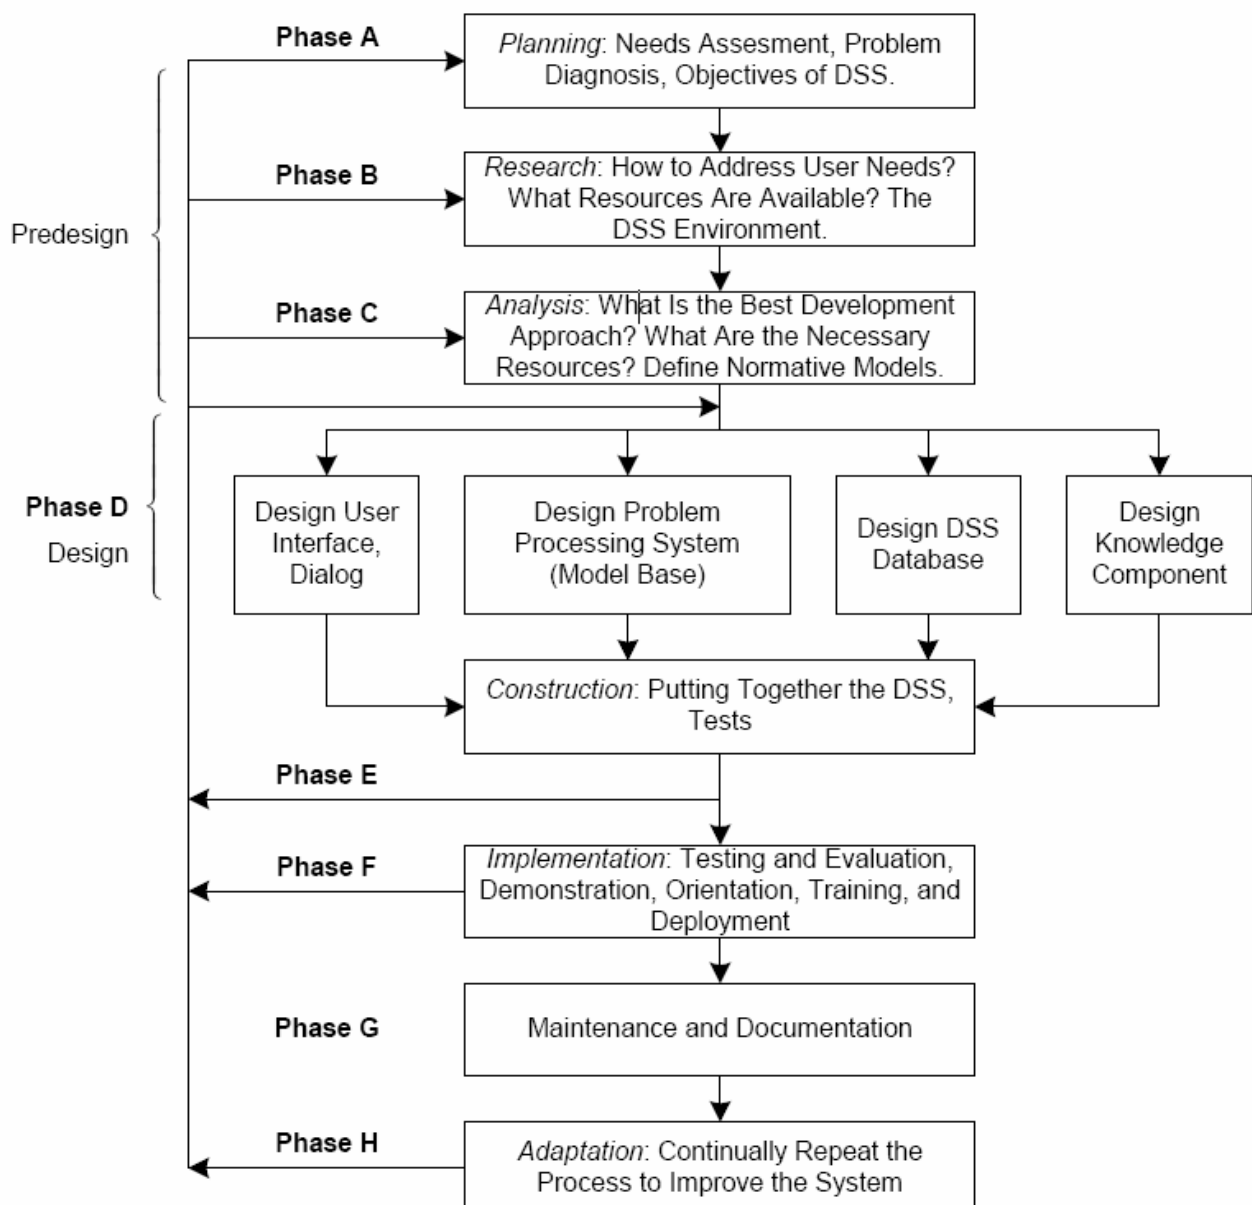 Phase A
Planning: Needs Assesment, Problem
Diagnosis, Objectives of DSS.
Phase B
Research: How to Address User Needs?
What Resources Are Available? The
DSS Environment.
Predesign
Phase C
Analysis: What Is the Best Development
Approach? What Are the Necessary
Resources? Define Normative Models.
Phase D
Design
Design User
Interface,
Dialog
Design Problem
Processing System
(Model Base)
Design DSS
Database
Design
Knowledge
Component
Construction: Putting Together the DSS,
Tests
Phase E
Phase F
Implementation: Testing and Evaluation,
Demonstration, Orientation, Training, and
Deployment
Phase G
Maintenance and Documentation
Phase H
Adaptation: Continually Repeat the
Process to Improve the System